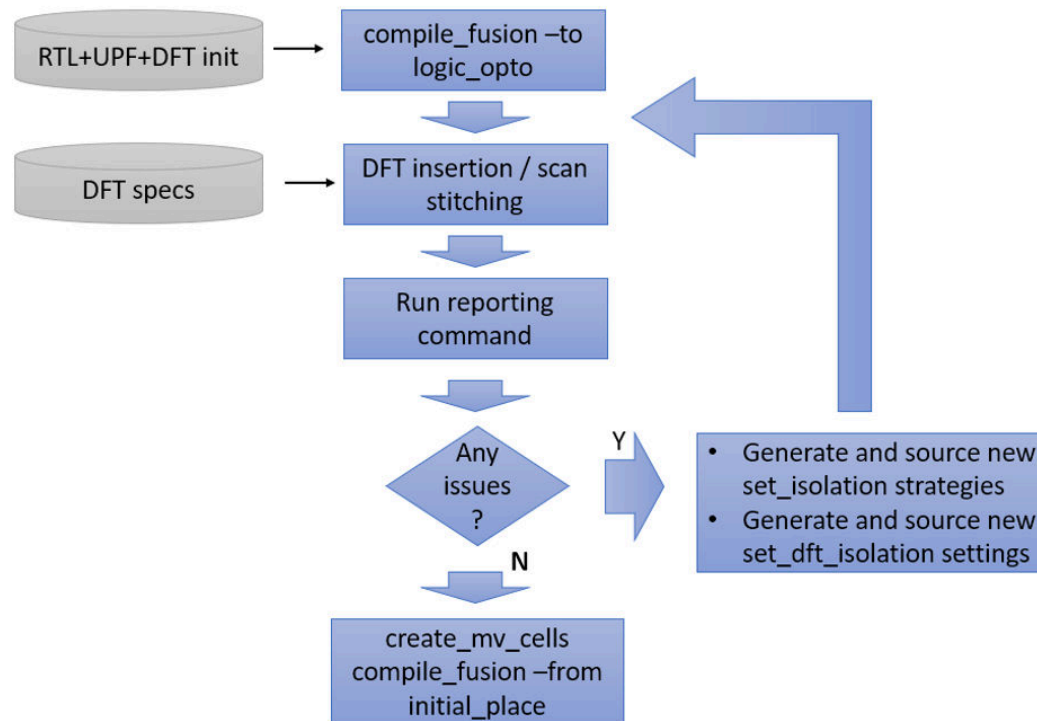 RTL+UPF+DFT init
compile_fusion –to
logic_opto
DFT specs
DFT insertion / scan
stitching
Run reporting
command
Any
issues
?
Y
• Generate and source new
set_isolation strategies
• Generate and source new
set_dft_isolation settings
N
create_mv_cells
compile_fusion –from
initial_place